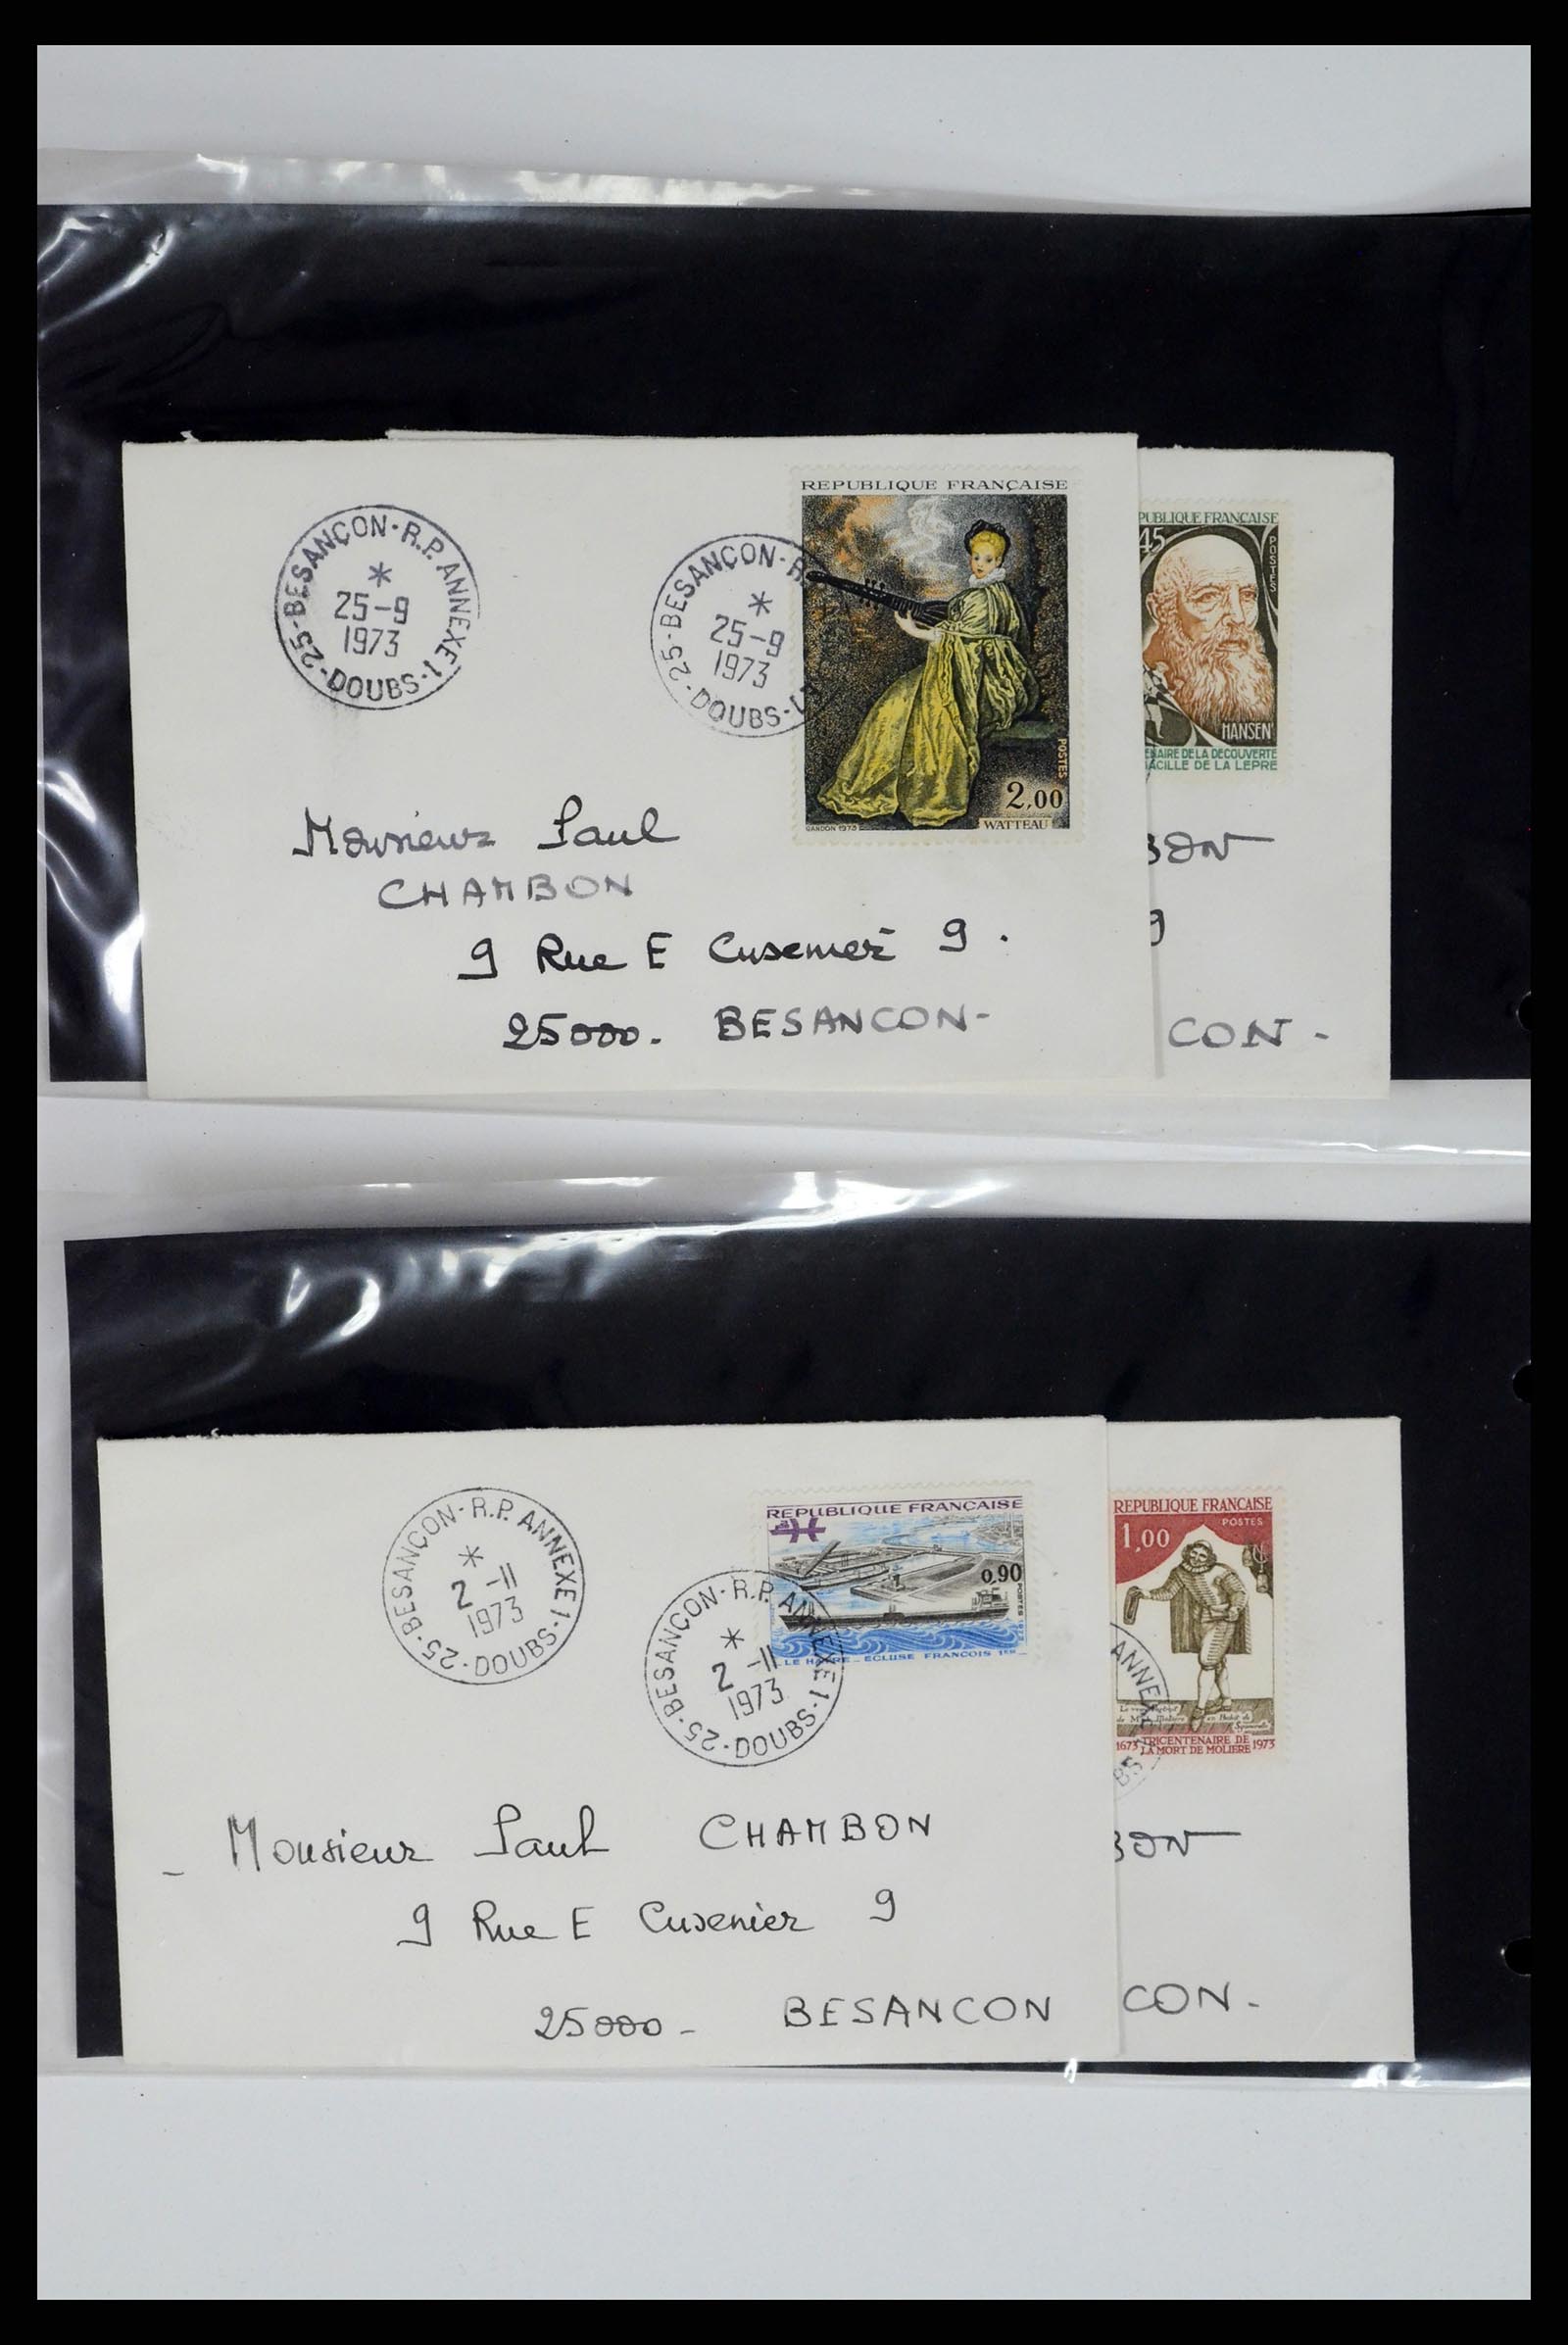 25-BESANÇON-R.P. ANNEXE 1-DOUBS-
*
25-9
1973
25-BESANÇON-R
*
25-9
1973
DOUBS-1
REPUBLIQUE FRANÇAISE
POSTES
2,00
WATTEAU
GANDON 1973
Monsieur Paul
CHAMBON
9 Rue E Cusenier 9.
25000. BESANCON-
PUBLIQUE FRANÇAISE
45
POSTES
HANSEN
ENAIRE DE LA DECOUVERTE
ACILLE DE LA LEPRE
BON
9
CON-
25-BESANÇON-R.P. ANNEXE 1-DOUBS-
*
2-11
1973
25-BESANÇON-R.P. ANNEXE 1-DOUBS-
*
2-11
1973
REPUBLIQUE FRANÇAISE
0,90
POSTES 1973
LE HAVRE - ECLUSE FRANCOIS 1ER
- Monsieur Paul CHAMBON
9 Rue E Cusenier 9
25000- BESANCON
REPUBLIQUE FRANÇAISE
POSTES
1,00
1673 TRICENTENAIRE DE LA MORT DE MOLIERE 1973
ANNEXE
BS
BON
CON-